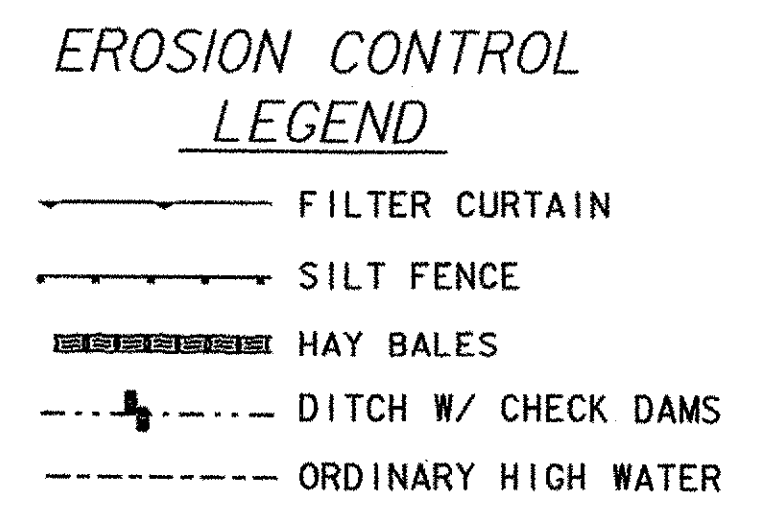 EROSION CONTROL
LEGEND
FILTER CURTAIN
SILT FENCE
HAY BALES
DITCH W/ CHECK DAMS
ORDINARY HIGH WATER